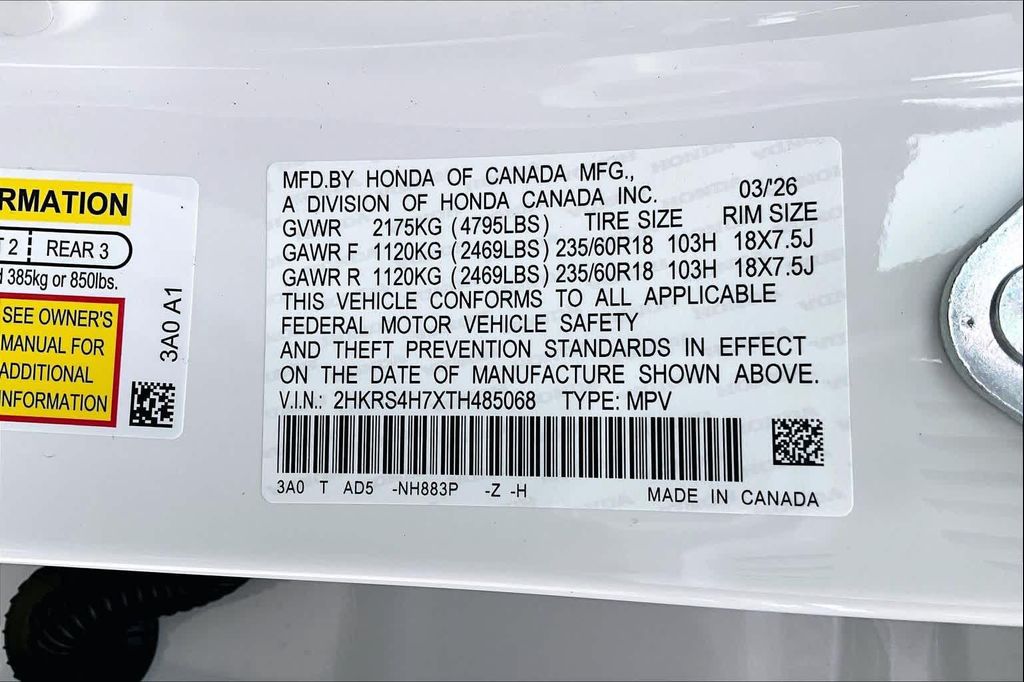 RMATION
T 2 REAR 3
d 385kg or 850lbs.
SEE OWNER'S
MANUAL FOR
ADDITIONAL
INFORMATION
3A0 A1
MFD.BY HONDA OF CANADA MFG.,
A DIVISION OF HONDA CANADA INC. 03/'26
GVWR 2175KG (4795LBS) TIRE SIZE RIM SIZE
GAWR F 1120KG (2469LBS) 235/60R18 103H 18X7.5J
GAWR R 1120KG (2469LBS) 235/60R18 103H 18X7.5J
THIS VEHICLE CONFORMS TO ALL APPLICABLE
FEDERAL MOTOR VEHICLE SAFETY
AND THEFT PREVENTION STANDARDS IN EFFECT
ON THE DATE OF MANUFACTURE SHOWN ABOVE.
V.I.N.: 2HKRS4H7XTH485068 TYPE: MPV
3A0 T AD5 -NH883P -Z -H MADE IN CANADA